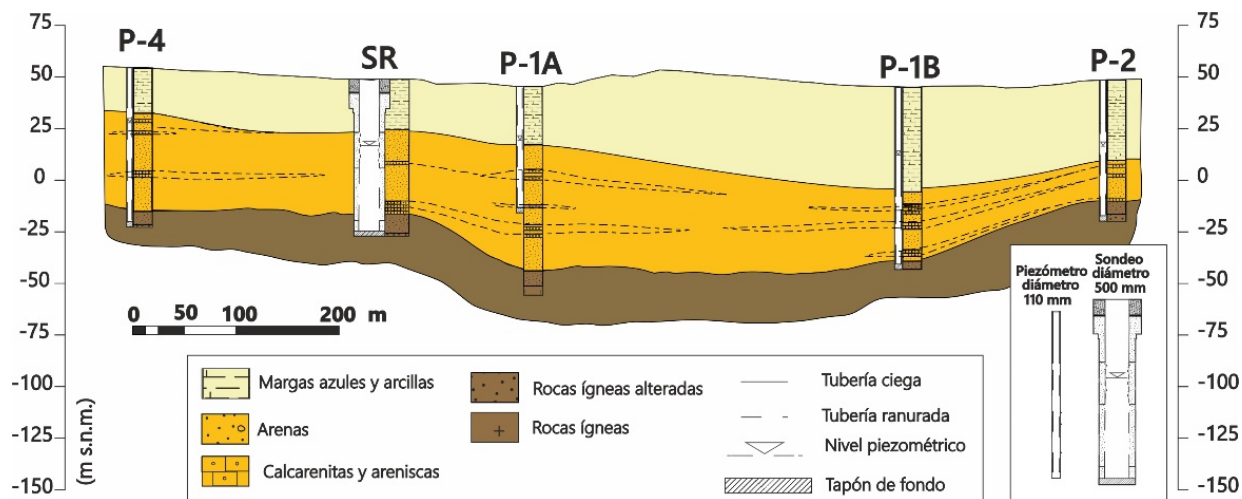 75
50
25
0
-25
-50
-75
-100
-125
-150
(m s.n.m.)
P-4
SR
P-1A
P-1B
P-2
75
50
25
0
-25
-50
-75
-100
-125
-150
0 50 100 200 m
Margas azules y arcillas
Arenas
Calcarenitas y areniscas
Rocas ígneas alteradas
Rocas ígneas
Tubería ciega
Tubería ranurada
Nivel piezométrico
Tapón de fondo
Piezómetro
diámetro
110 mm
Sondeo
diámetro
500 mm